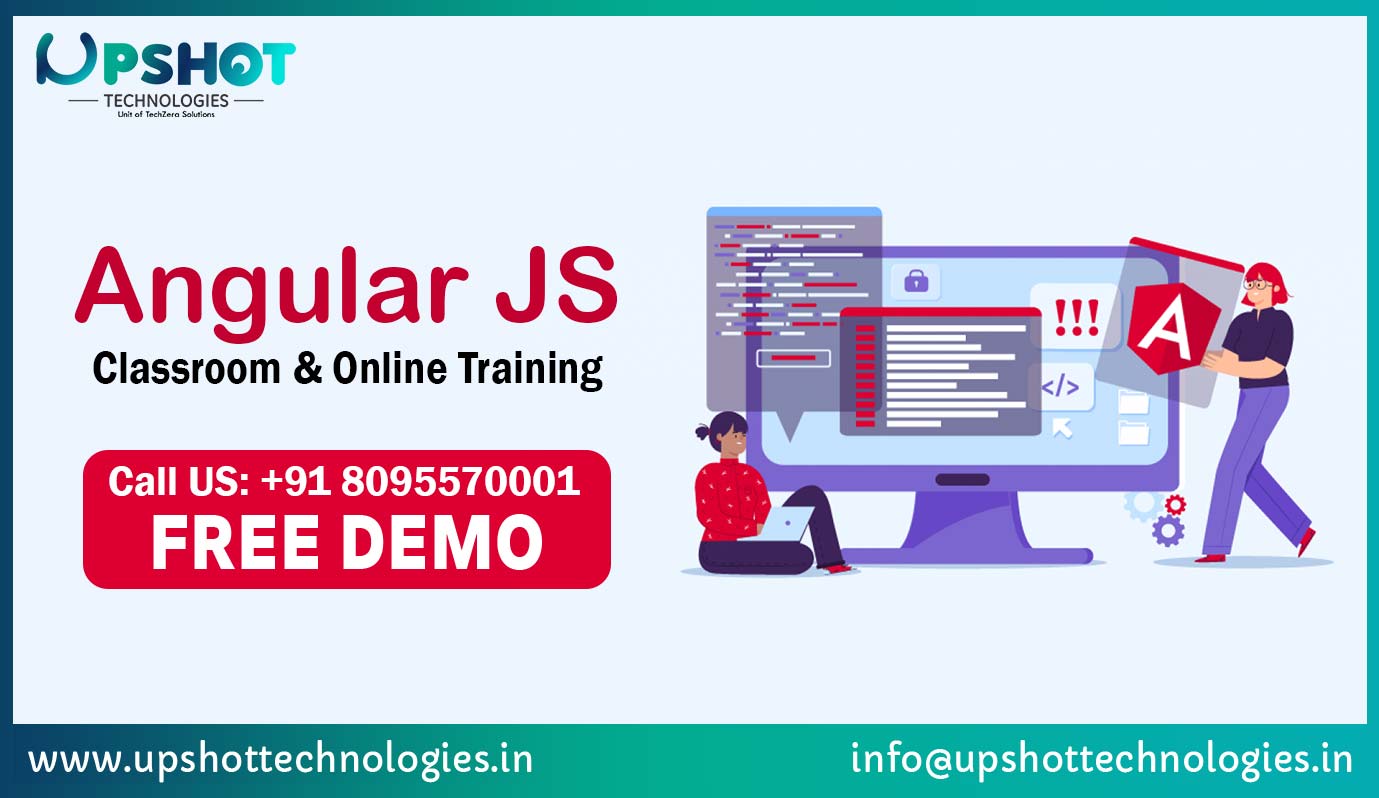 UPSHOT
TECHNOLOGIES
Unit of TechZera Solutions
Angular JS
Classroom & Online Training
Call US: +91 8095570001
FREE DEMO
!!!
A
</>
www.upshottechnologies.in
info@upshottechnologies.in